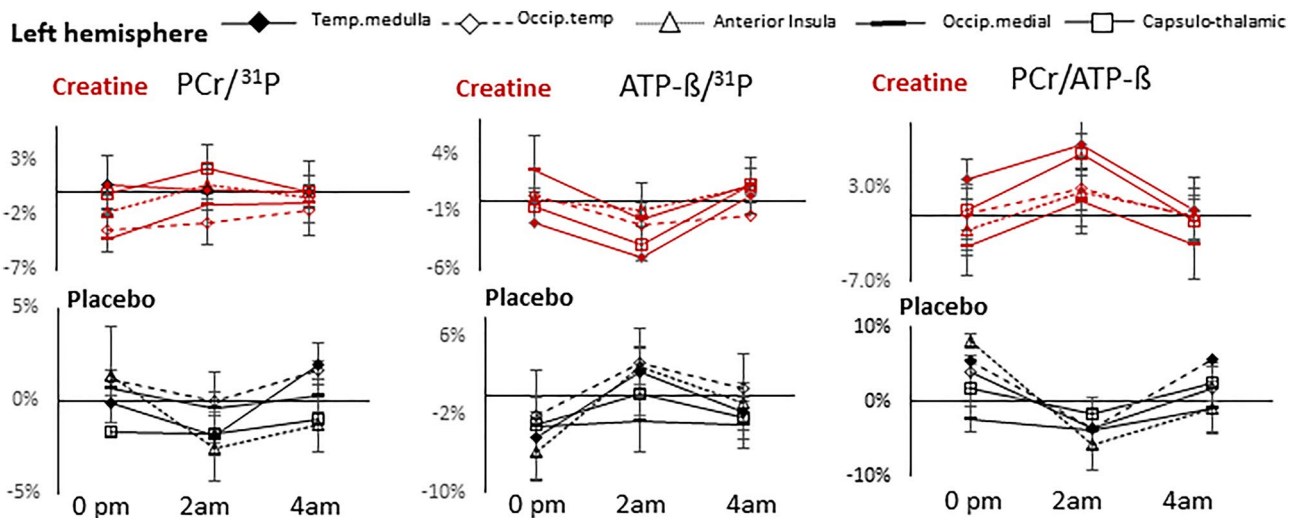 Temp.medulla Occip.temp Anterior Insula Occip.medial Capsulo-thalamic
Left hemisphere
Creatine PCr/³¹P
3%
-2%
-7%
Creatine ATP-ß/³¹P
4%
-1%
-6%
Creatine PCr/ATP-ß
3.0%
-7.0%
Placebo
5%
0%
-5%
0 pm 2am 4am
Placebo
6%
-2%
-10%
0 pm 2am 4am
Placebo
10%
0%
-10%
0 pm 2am 4am